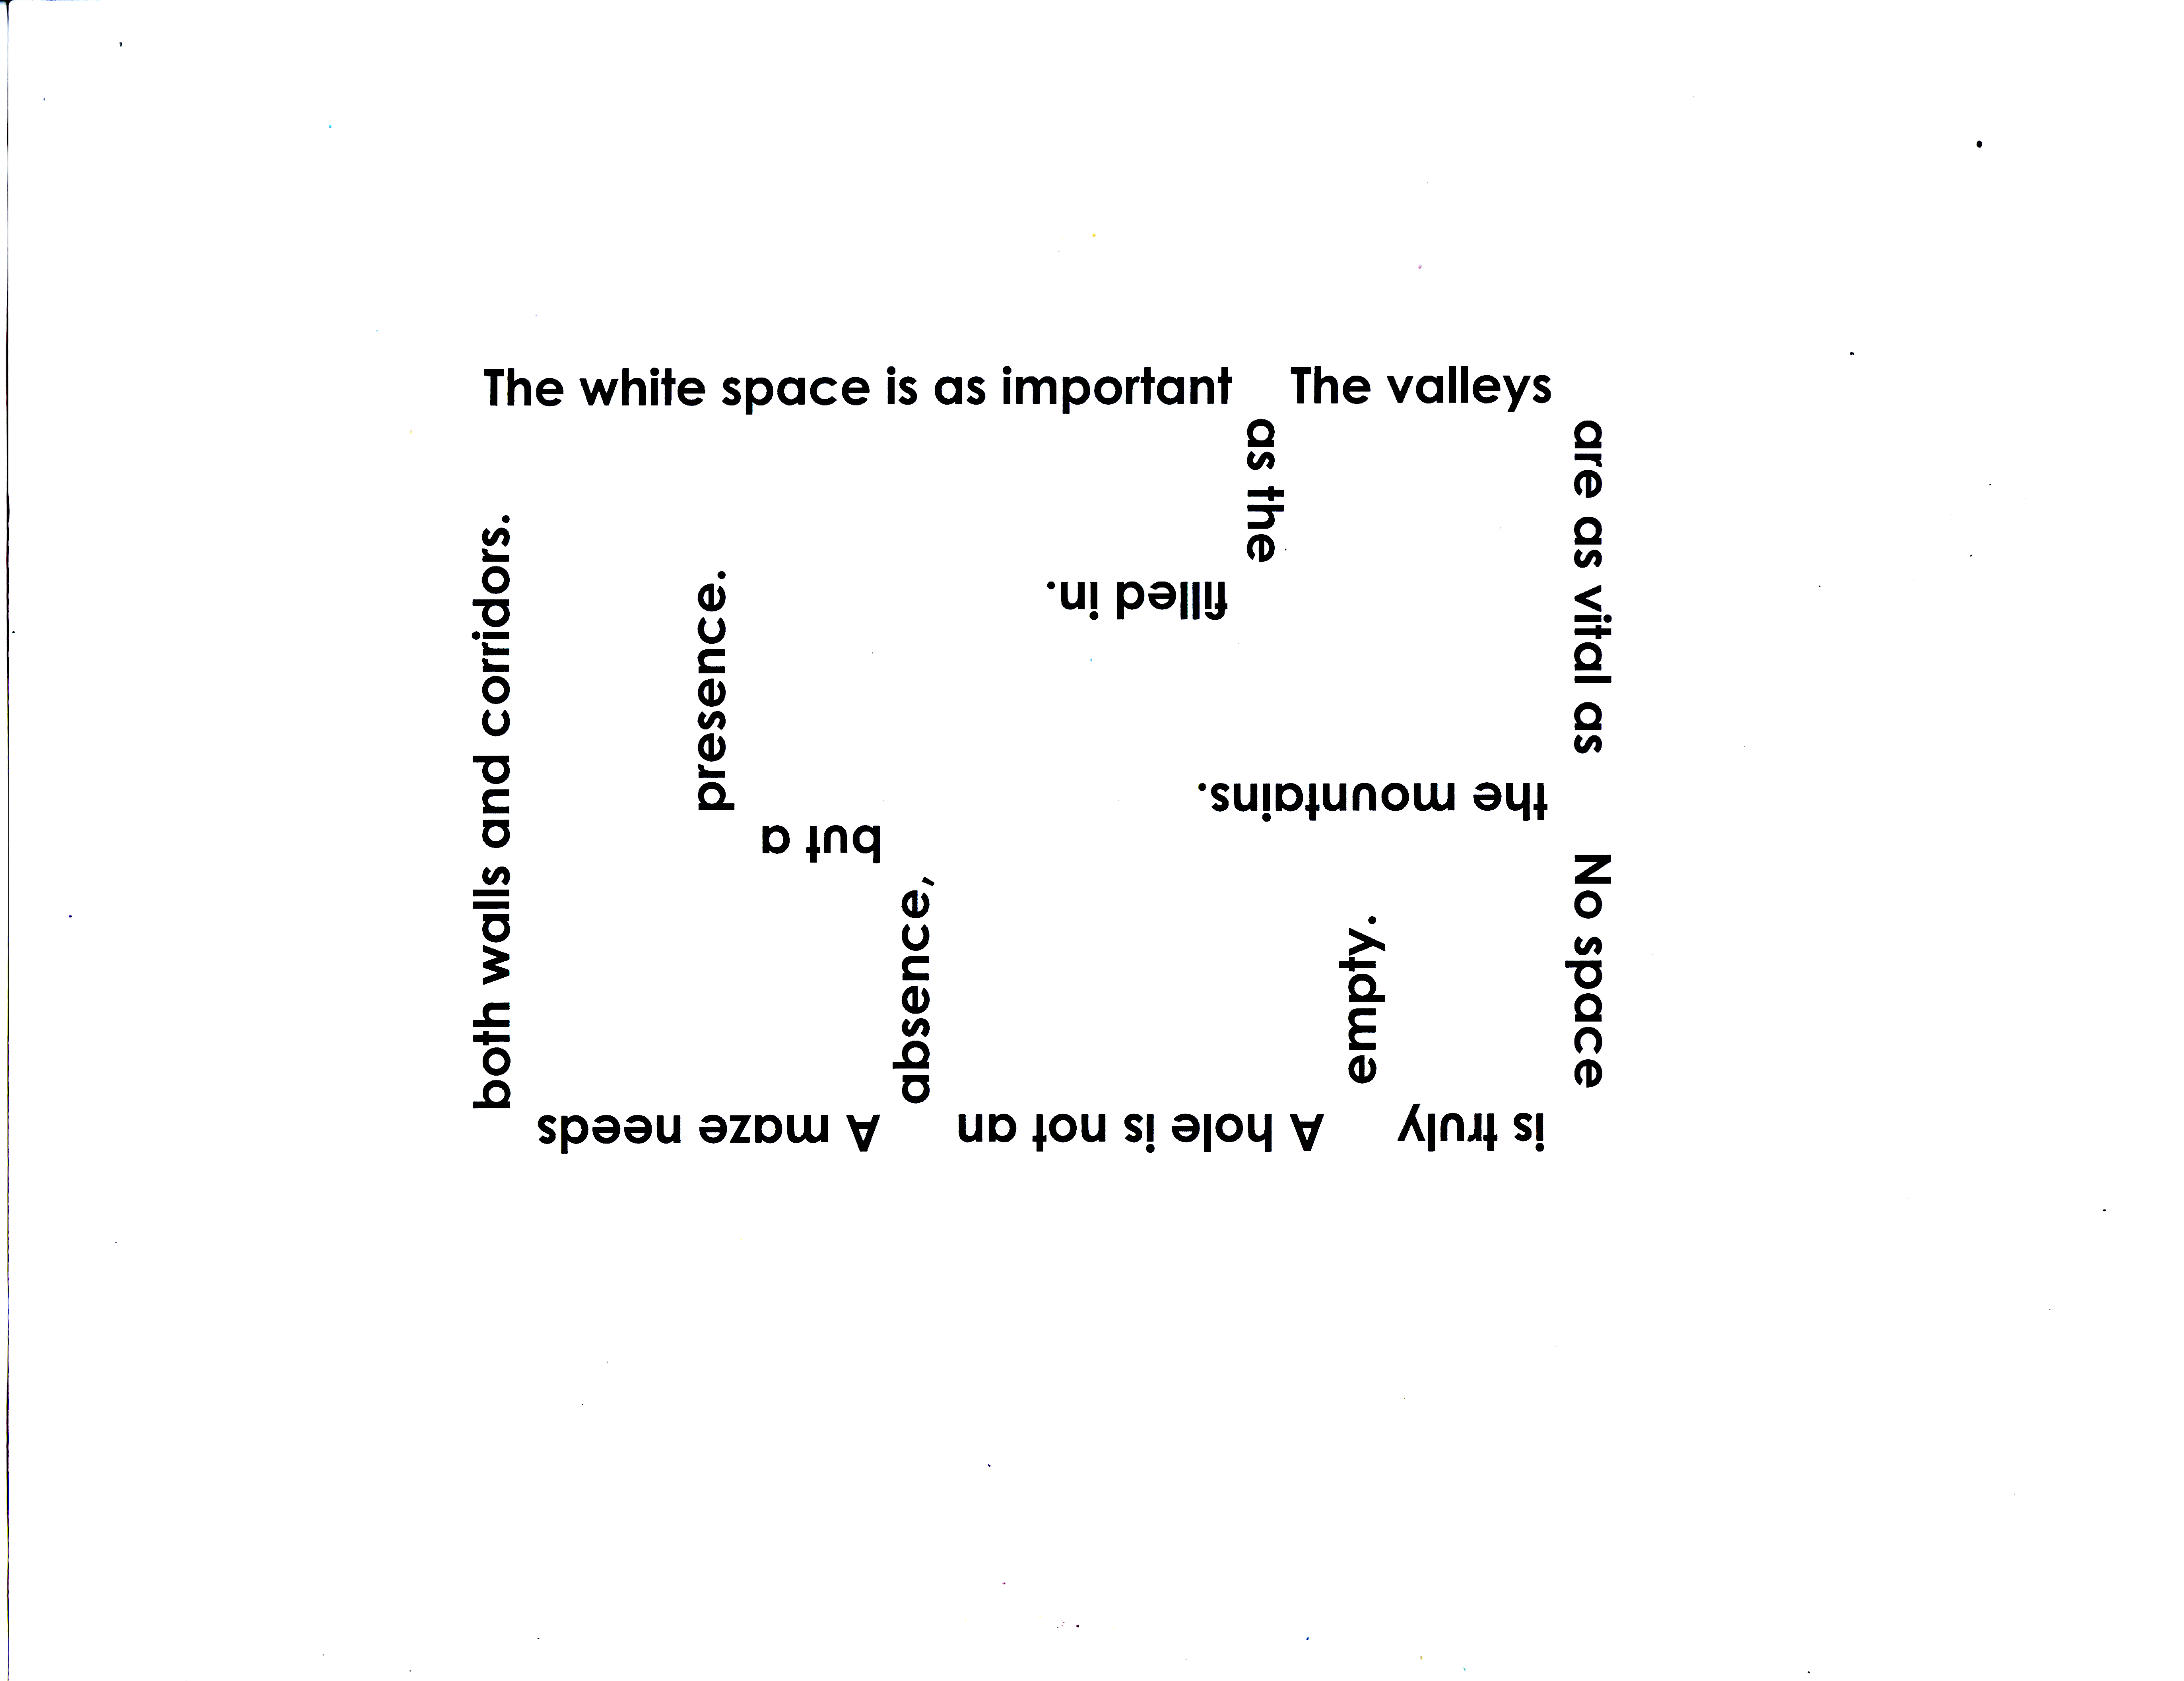 The white space is as important
as the
filled in.
The valleys
are as vital as
the mountains.
No space
is truly
empty.
A hole is not an
absence,
but a
presence.
A maze needs
both walls and corridors.